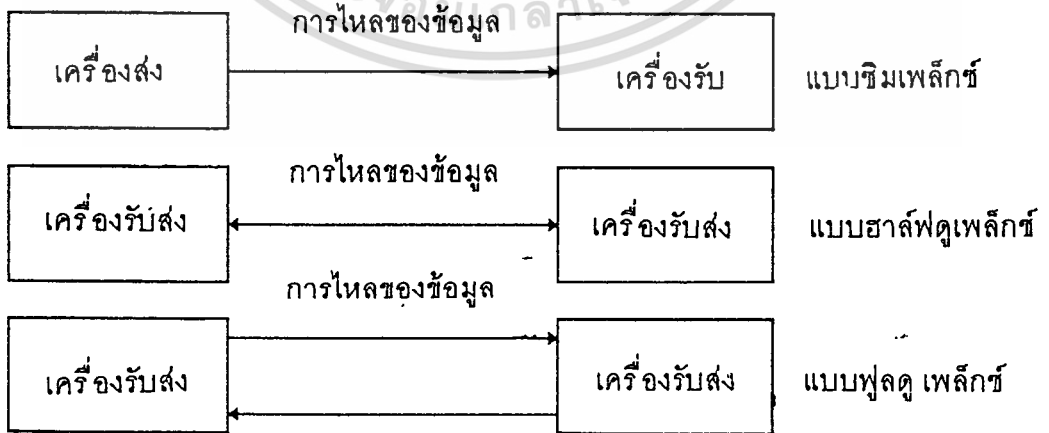 การไหลของข้อมูล
เครื่องส่ง เครื่องรับ แบบซิมเพล็กซ์
การไหลของข้อมูล
เครื่องรับส่ง เครื่องรับส่ง แบบฮาล์ฟดูเพล็กซ์
การไหลของข้อมูล
เครื่องรับส่ง เครื่องรับส่ง แบบฟูลดู เพล็กซ์